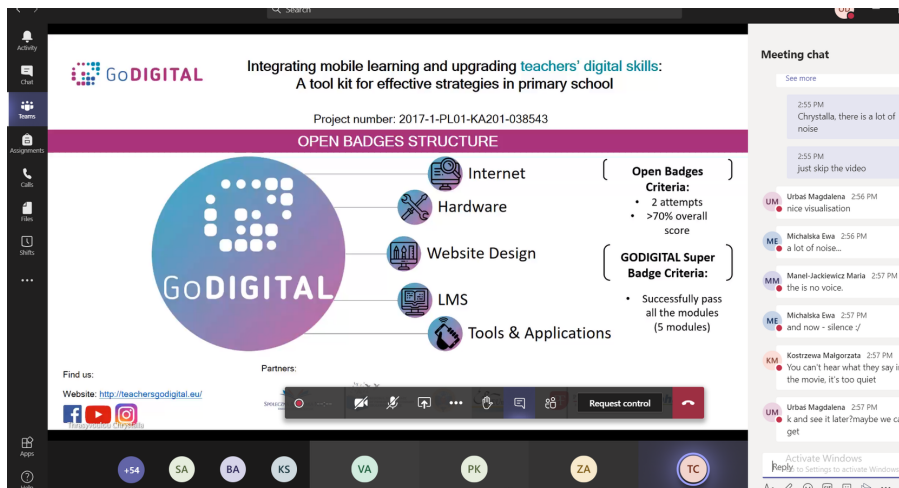 Search
UD
Activity
Chat
Teams
Assignments
Calls
Files
Shifts
Apps
Help
GODIGITAL
Integrating mobile learning and upgrading teachers' digital skills:
A tool kit for effective strategies in primary school
Project number: 2017-1-PL01-KA201-038543
OPEN BADGES STRUCTURE
GODIGITAL
Internet
Hardware
Website Design
LMS
Tools & Applications
Open Badges
Criteria:
• 2 attempts
• >70% overall
score
GODIGITAL Super
Badge Criteria:
• Successfully pass
all the modules
(5 modules)
Find us:
Website: http://teachersgodigital.eu/
Partners:
Thrasyvoulou Chrystalla
Request control
+54
SA
BA
KS
VA
PK
ZA
TC
Meeting chat
See more
2:55 PM
Chrystalla, there is a lot of
noise
2:55 PM
just skip the video
UM
Urbas Magdalena 2:56 PM
nice visualisation
ME
Michalska Ewa 2:56 PM
a lot of noise...
MM
Manel-Jackiewicz Maria 2:57 PM
the is no voice.
ME
Michalska Ewa 2:57 PM
and now - silence :/
KM
Kostrzewa Malgorzata 2:57 PM
You can't hear what they say i
the movie, it's too quiet
UM
Urbas Magdalena 2:57 PM
k and see it later?maybe we ca
get
Reply
Activate Windows
to Settings to activate Windows